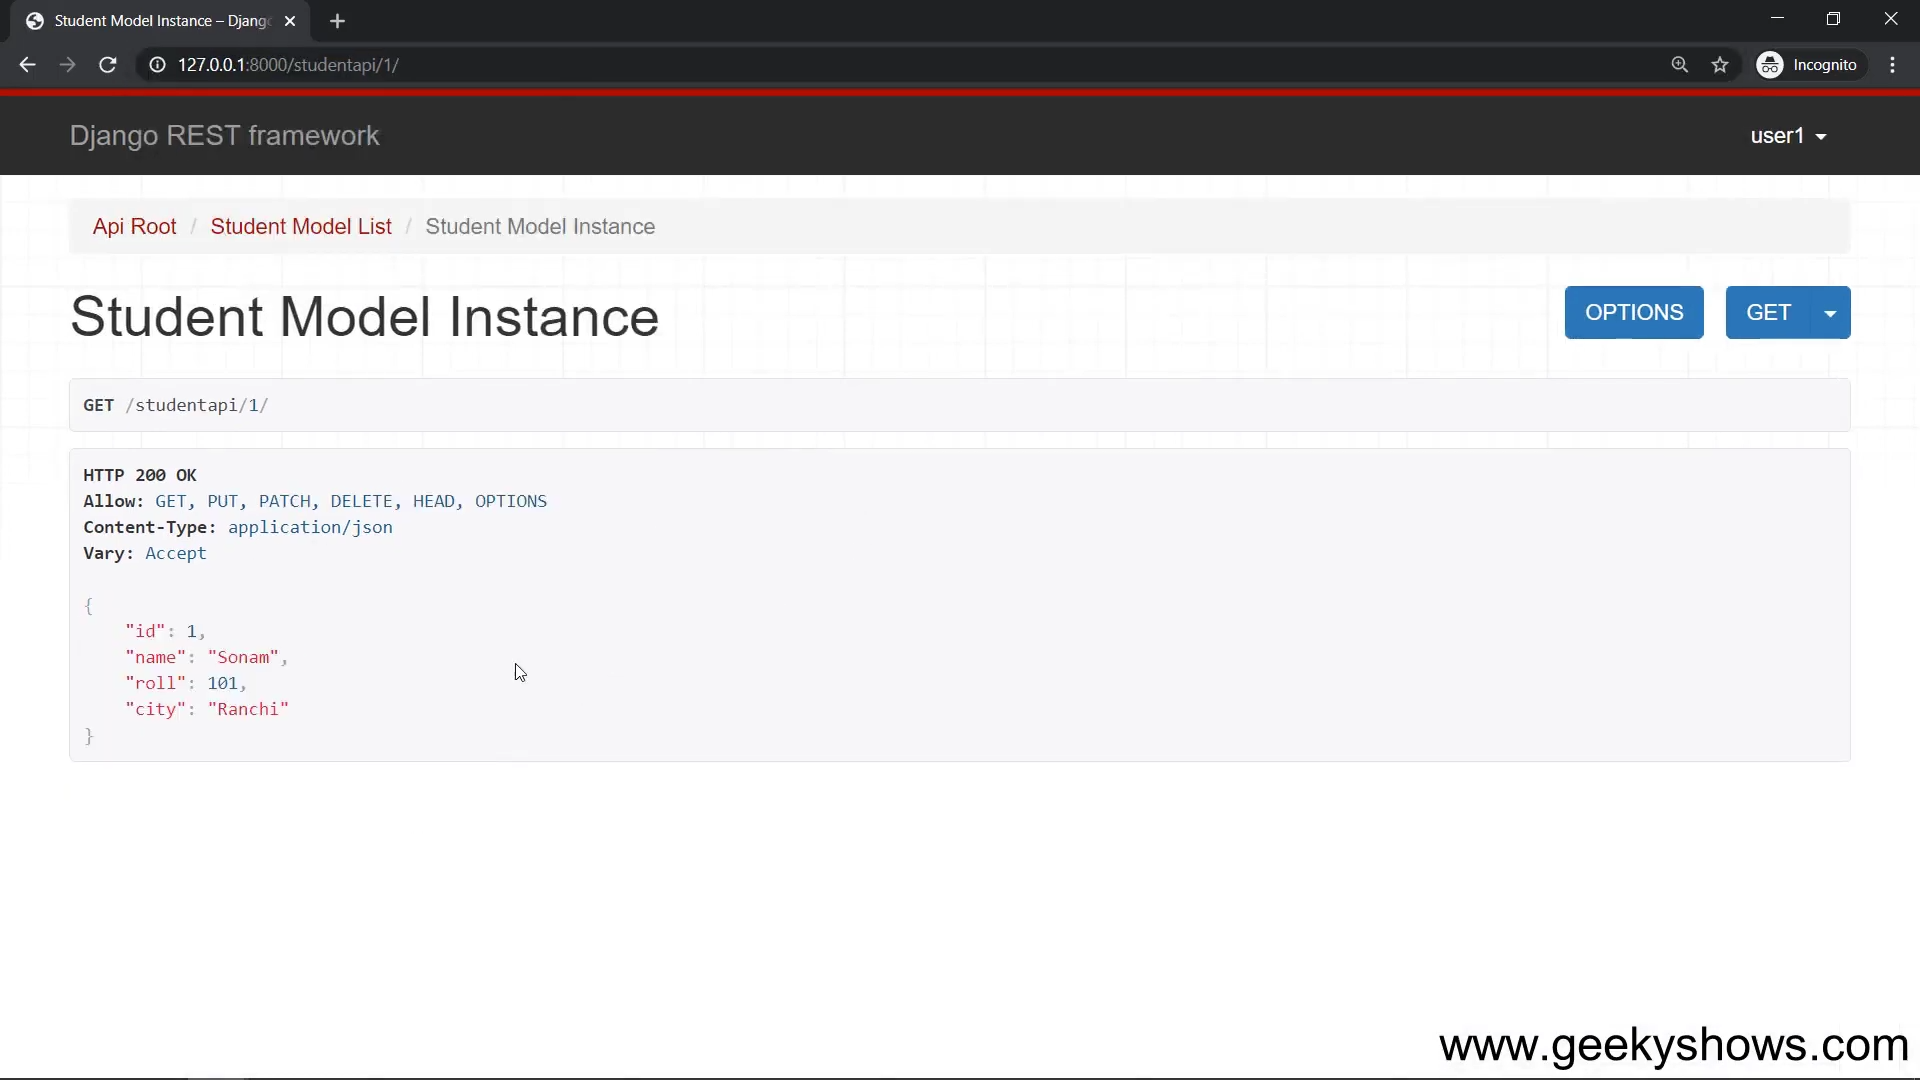 Student Model Instance – Django
127.0.0.1:8000/studentapi/1/
Incognito
Django REST framework
user1
Api Root / Student Model List / Student Model Instance
Student Model Instance
OPTIONS
GET
GET /studentapi/1/
HTTP 200 OK
Allow: GET, PUT, PATCH, DELETE, HEAD, OPTIONS
Content-Type: application/json
Vary: Accept
{
"id": 1,
"name": "Sonam",
"roll": 101,
"city": "Ranchi"
}
www.geekyshows.com